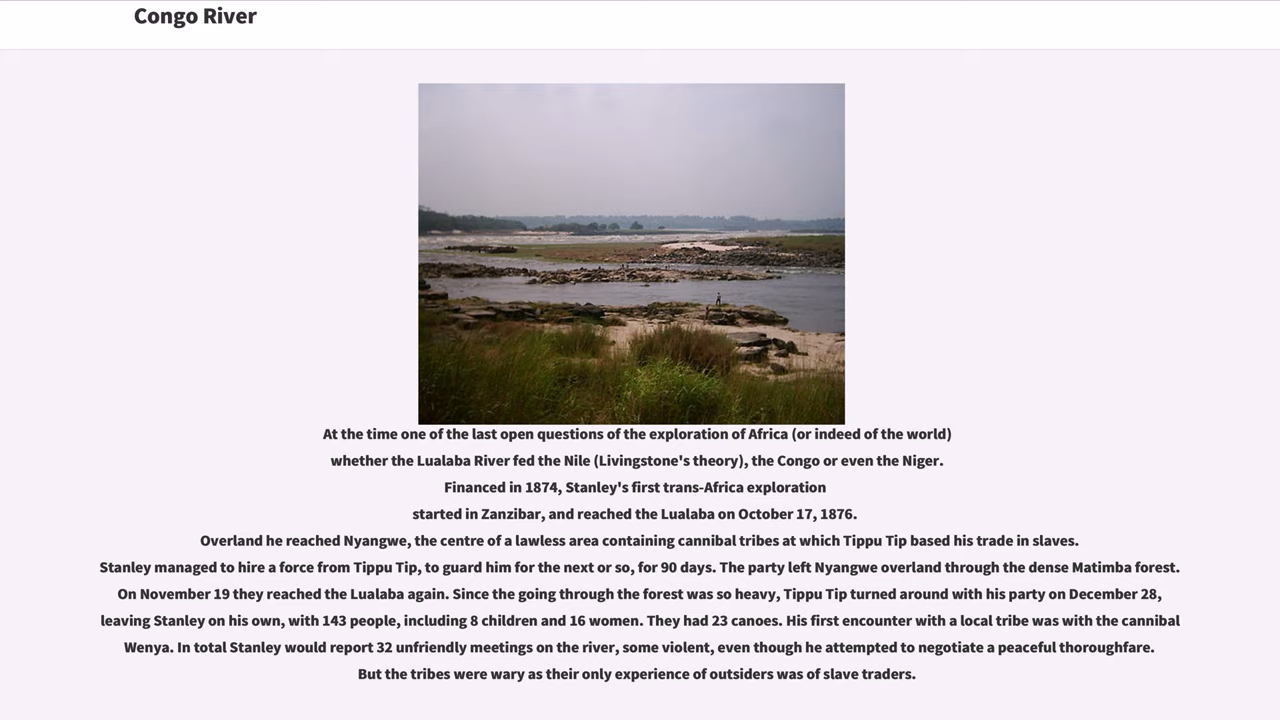 Congo River
At the time one of the last open questions of the exploration of Africa (or indeed of the world)
whether the Lualaba River fed the Nile (Livingstone's theory), the Congo or even the Niger.
Financed in 1874, Stanley's first trans-Africa exploration
started in Zanzibar, and reached the Lualaba on October 17, 1876.
Overland he reached Nyangwe, the centre of a lawless area containing cannibal tribes at which Tippu Tip based his trade in slaves.
Stanley managed to hire a force from Tippu Tip, to guard him for the next or so, for 90 days. The party left Nyangwe overland through the dense Matimba forest.
On November 19 they reached the Lualaba again. Since the going through the forest was so heavy, Tippu Tip turned around with his party on December 28,
leaving Stanley on his own, with 143 people, including 8 children and 16 women. They had 23 canoes. His first encounter with a local tribe was with the cannibal
Wenya. In total Stanley would report 32 unfriendly meetings on the river, some violent, even though he attempted to negotiate a peaceful thoroughfare.
But the tribes were wary as their only experience of outsiders was of slave traders.